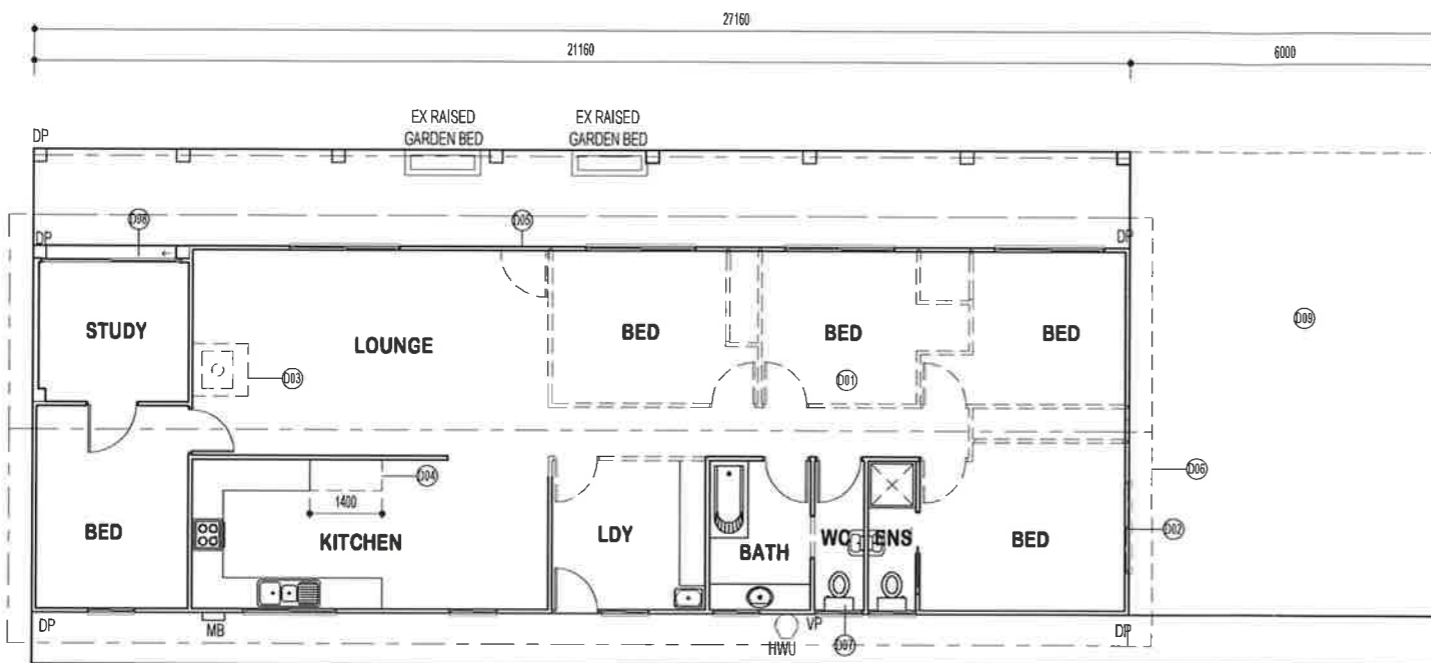 27160
21160
6000
EX RAISED
GARDEN BED
EX RAISED
GARDEN BED
DP
D98
D05
DP
DP
STUDY
LOUNGE
BED
BED
BED
D09
D03
D01
D04
1400
D06
BED
KITCHEN
LDY
BATH
WC
ENS
BED
D02
DP
MB
HWU
VP
D07
DP